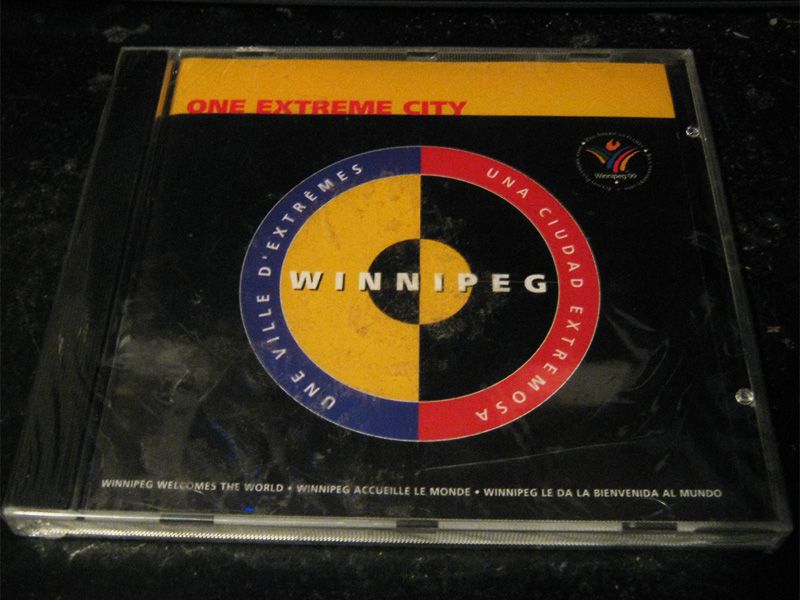 ONE EXTREME CITY
Winnipeg '99
UNE VILLE D'EXTRÊMES
UNA CIUDAD EXTREMOSA
WINNIPEG
WINNIPEG WELCOMES THE WORLD • WINNIPEG ACCUEILLE LE MONDE • WINNIPEG LE DA LA BIENVENIDA AL MUNDO